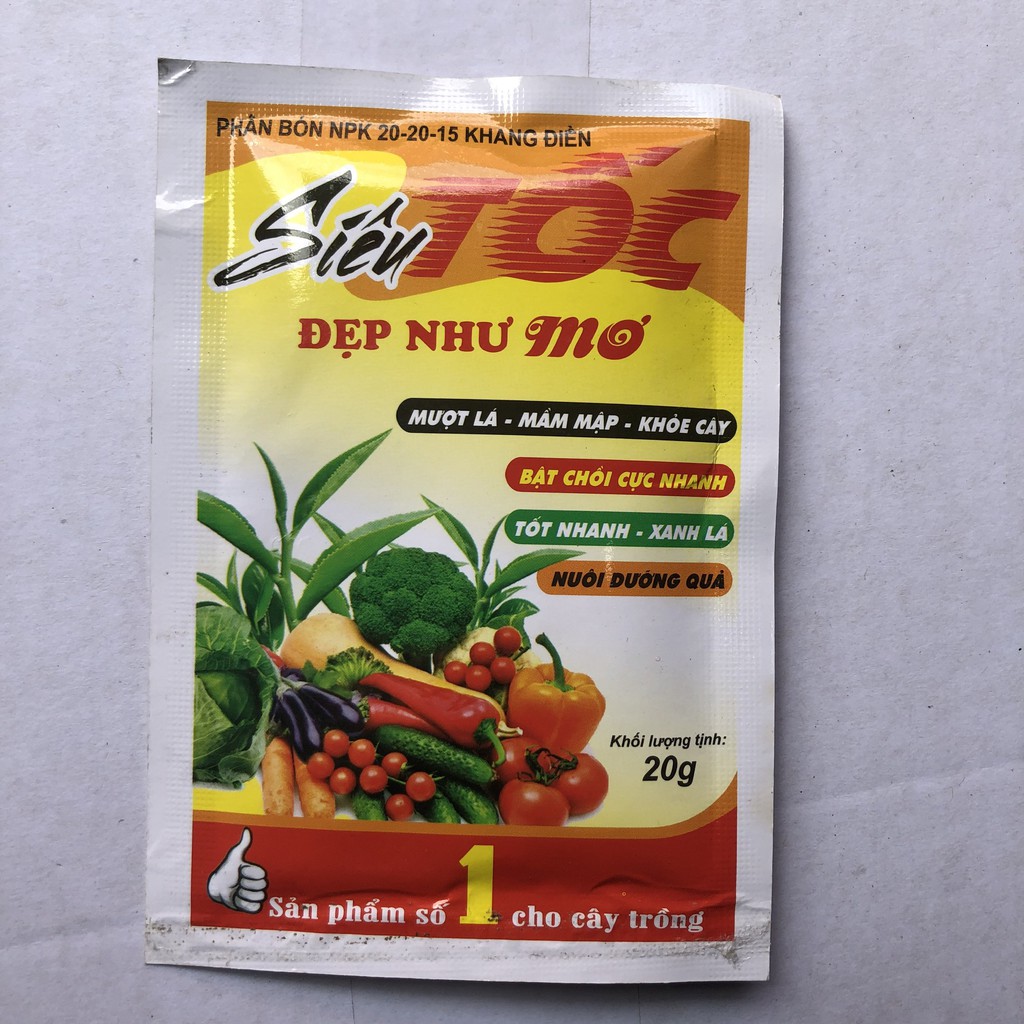 PHÂN BÓN NPK 20-20-15 KHANG ĐIỀN
Siêu TỐC
ĐẸP NHƯ MƠ
MƯỢT LÁ - MẦM MẬP - KHỎE CÂY
BẬT CHỒI CỰC NHANH
TỐT NHANH - XANH LÁ
NUÔI DƯỚNG QUẢ
Khối lượng tịnh:
20g
Sản phẩm số 1 cho cây trồng